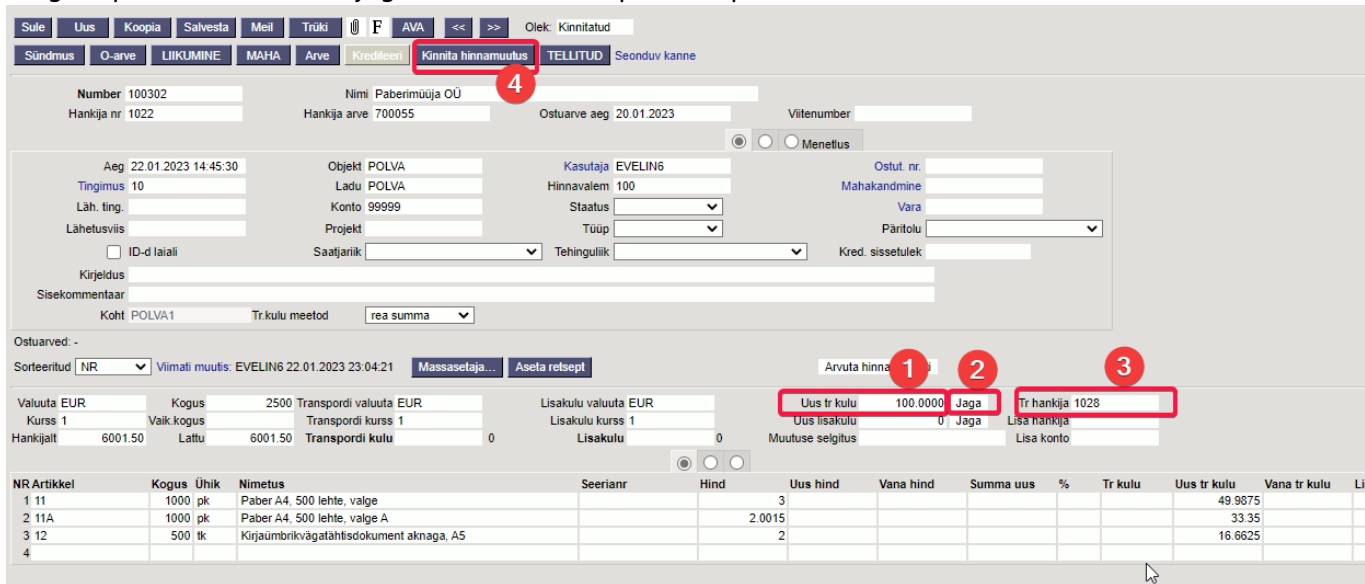 Sule Uus Koopia Salvesta Meil Trüki F AVA << >> Olek: Kinnitatud
Sündmus O-arve LIIKUMINE MAHA Arve Krediteeri Kinnita hinnamuutus TELLITUD Seonduv kanne
4
Number 100302 Nimi Paberimüüja OÜ
Hankija nr 1022 Hankija arve 700055 Ostuarve aeg 20.01.2023 Viitenumber
Menetlus
Aeg 22.01.2023 14:45:30 Objekt POLVA Kasutaja EVELIN6 Ostut. nr.
Tingimus 10 Ladu POLVA Hinnavalem 100 Mahakandmine
Läh. ting. Konto 99999 Staatus Vara
Lähetusviis Projekt Tüüp Päritolu
ID-d laiali Saatjariik Tehinguliik Kred. sissetulek
Kirjeldus
Sisekommentaar
Koht POLVA1 Tr.kulu meetod rea summa
Ostuarved: -
Sorteeritud NR Viimati muutis: EVELIN6 22.01.2023 23:04:21 Massasetaja... Aseta retsept Arvuta
1 2 3
Valuuta EUR Kogus 2500 Transpordi valuuta EUR Lisakulu valuuta EUR Uus tr kulu 100.0000 Jaga Tr hankija 1028
Kurss 1 Vaik.kogus Transpordi kurss 1 Lisakulu kurss 1 Uus lisakulu 0 Jaga Lisa hankija
Hankijalt 6001.50 Lattu 6001.50 Transpordi kulu 0 Lisakulu 0 Muutuse selgitus Lisa konto
NR Artikkel Kogus Ühik Nimetus Seerianr Hind Uus hind Vana hind Summa uus % Tr kulu Uus tr kulu Vana tr kulu
1 11 1000 pk Paber A4, 500 lehte, valge 3 49.9875
2 11A 1000 pk Paber A4, 500 lehte, valge A 2.0015 33.35
3 12 500 tk Kirjaümbrikvägatähtisdokument aknaga, A5 2 16.6625
4